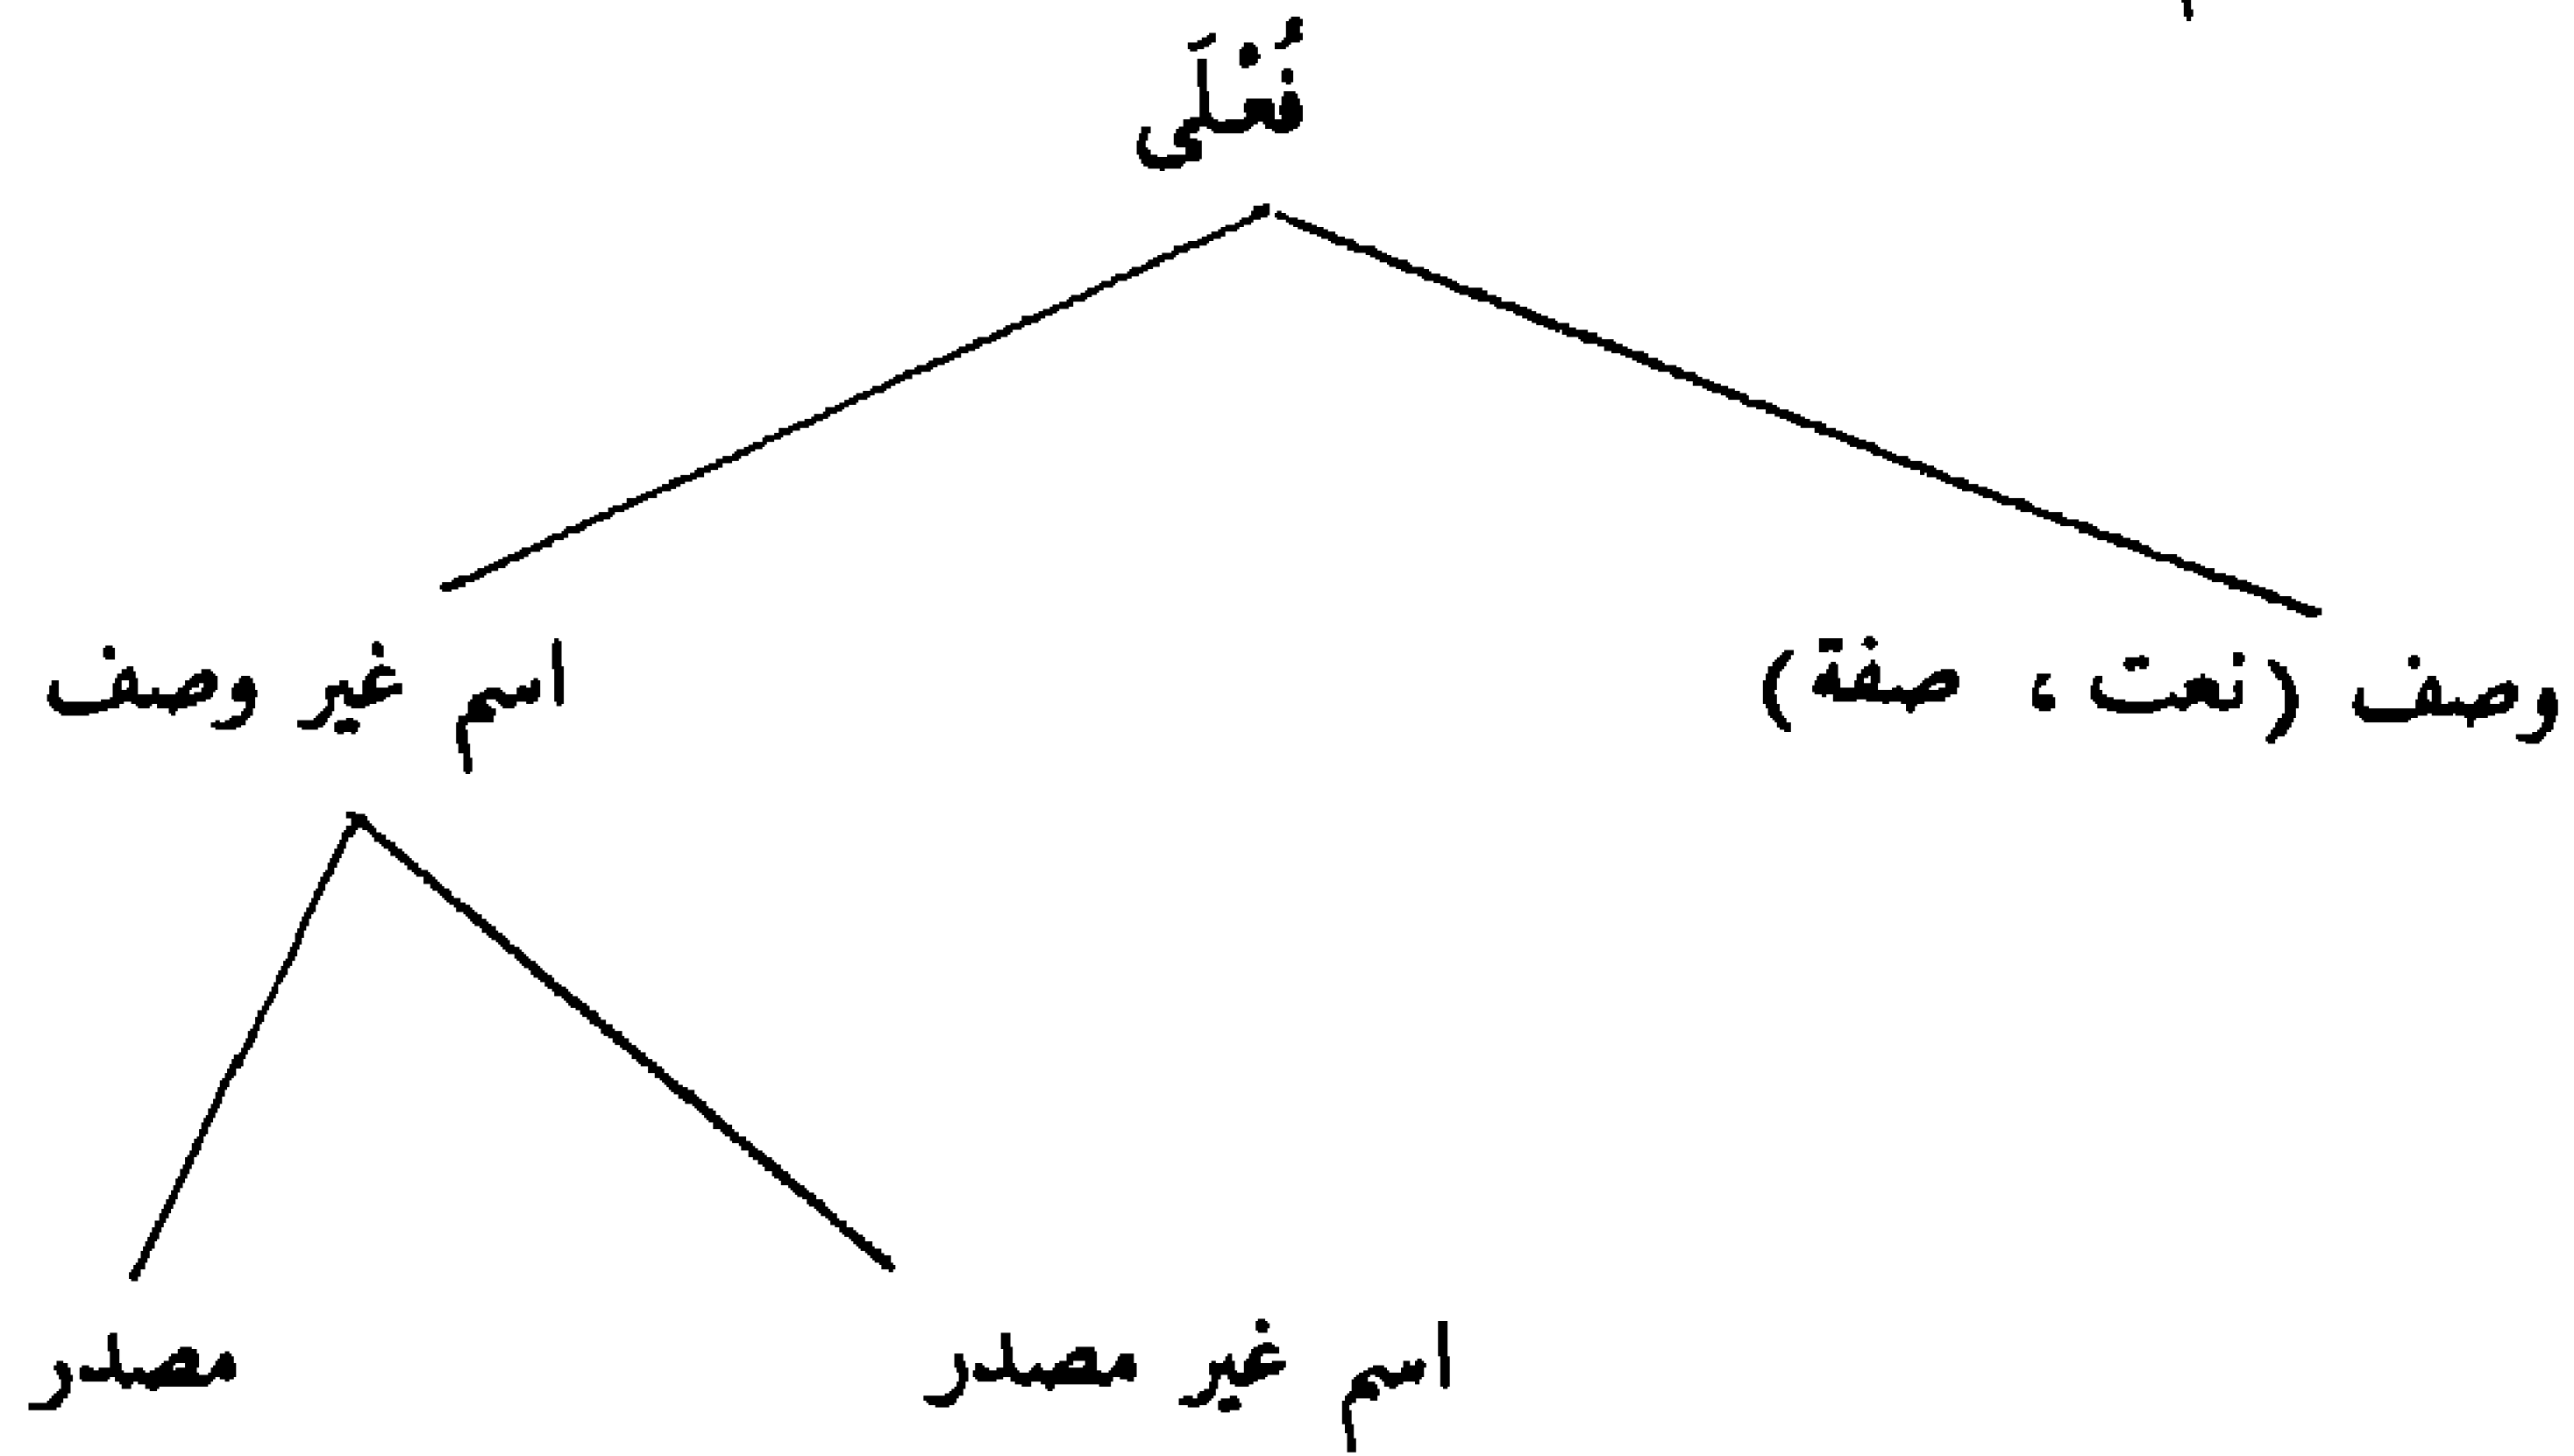 فُعْلَى
وصف (نعت، صفة) اسم غير وصف
اسم غير مصدر مصدر